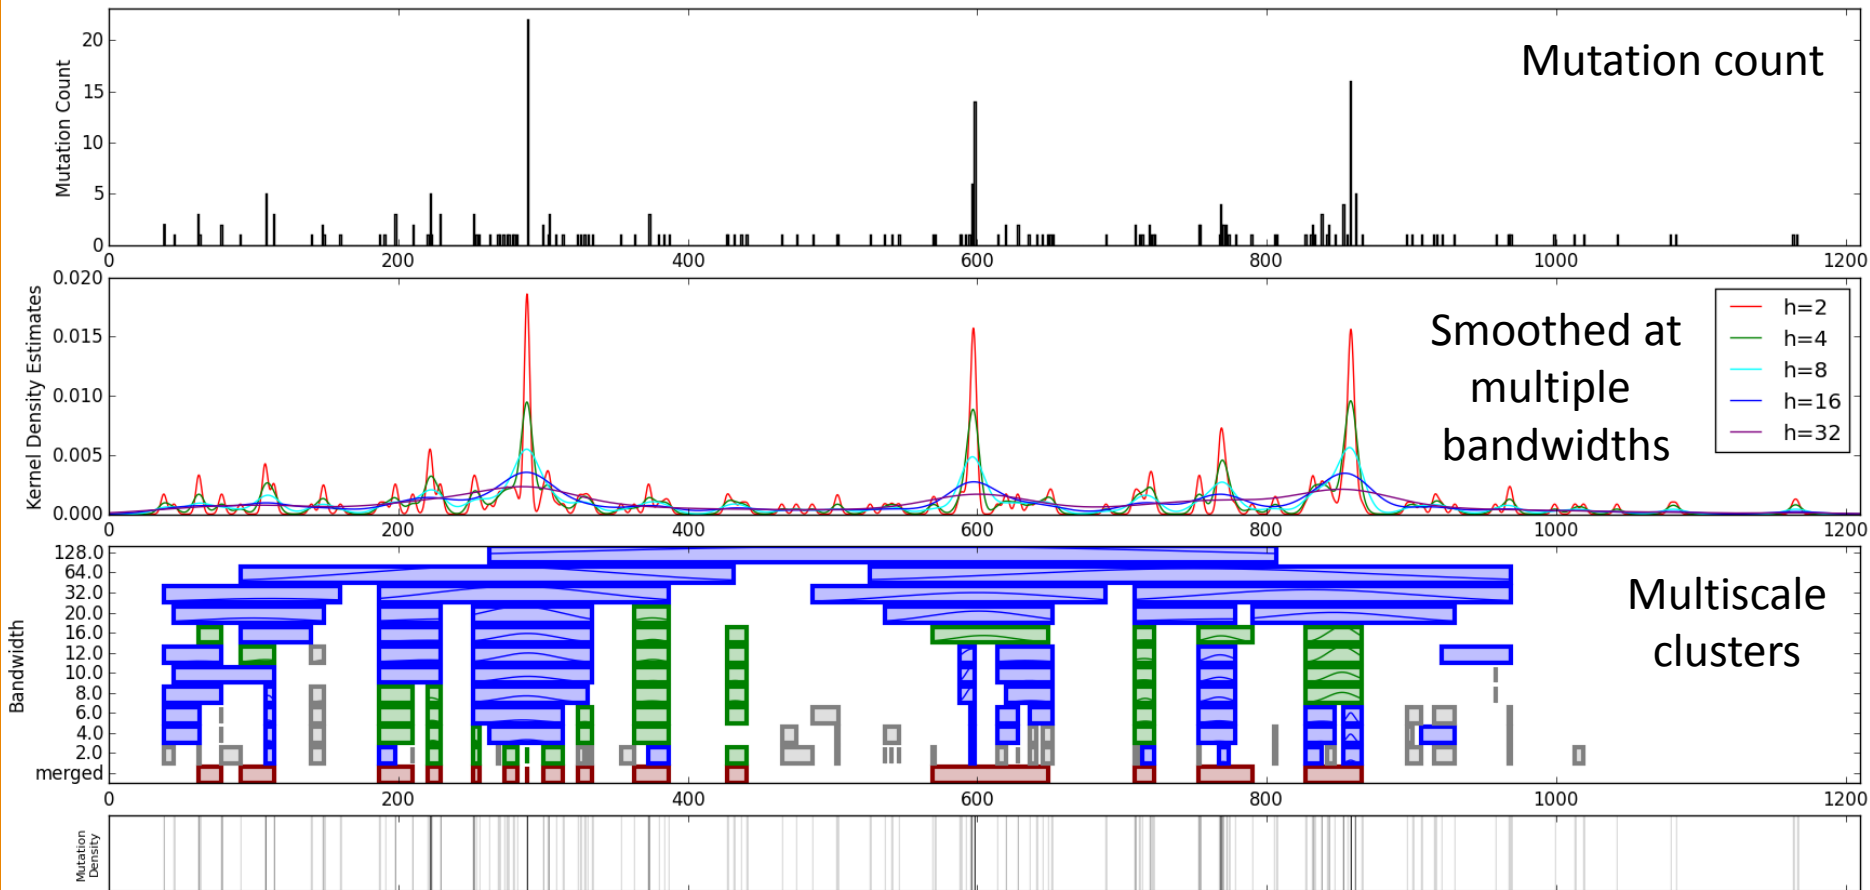 Mutation count
Mutation Count
20
15
10
5
0
0 200 400 600 800 1000 1200
Smoothed at
multiple
bandwidths
Kernel Density Estimates
0.020
0.015
0.010
0.005
0.000
h=2
h=4
h=8
h=16
h=32
0 200 400 600 800 1000 1200
Multiscale
clusters
Bandwidth
128.0
64.0
32.0
20.0
16.0
12.0
10.0
8.0
6.0
4.0
2.0
merged
0 200 400 600 800 1000 1200
Mutation
Density